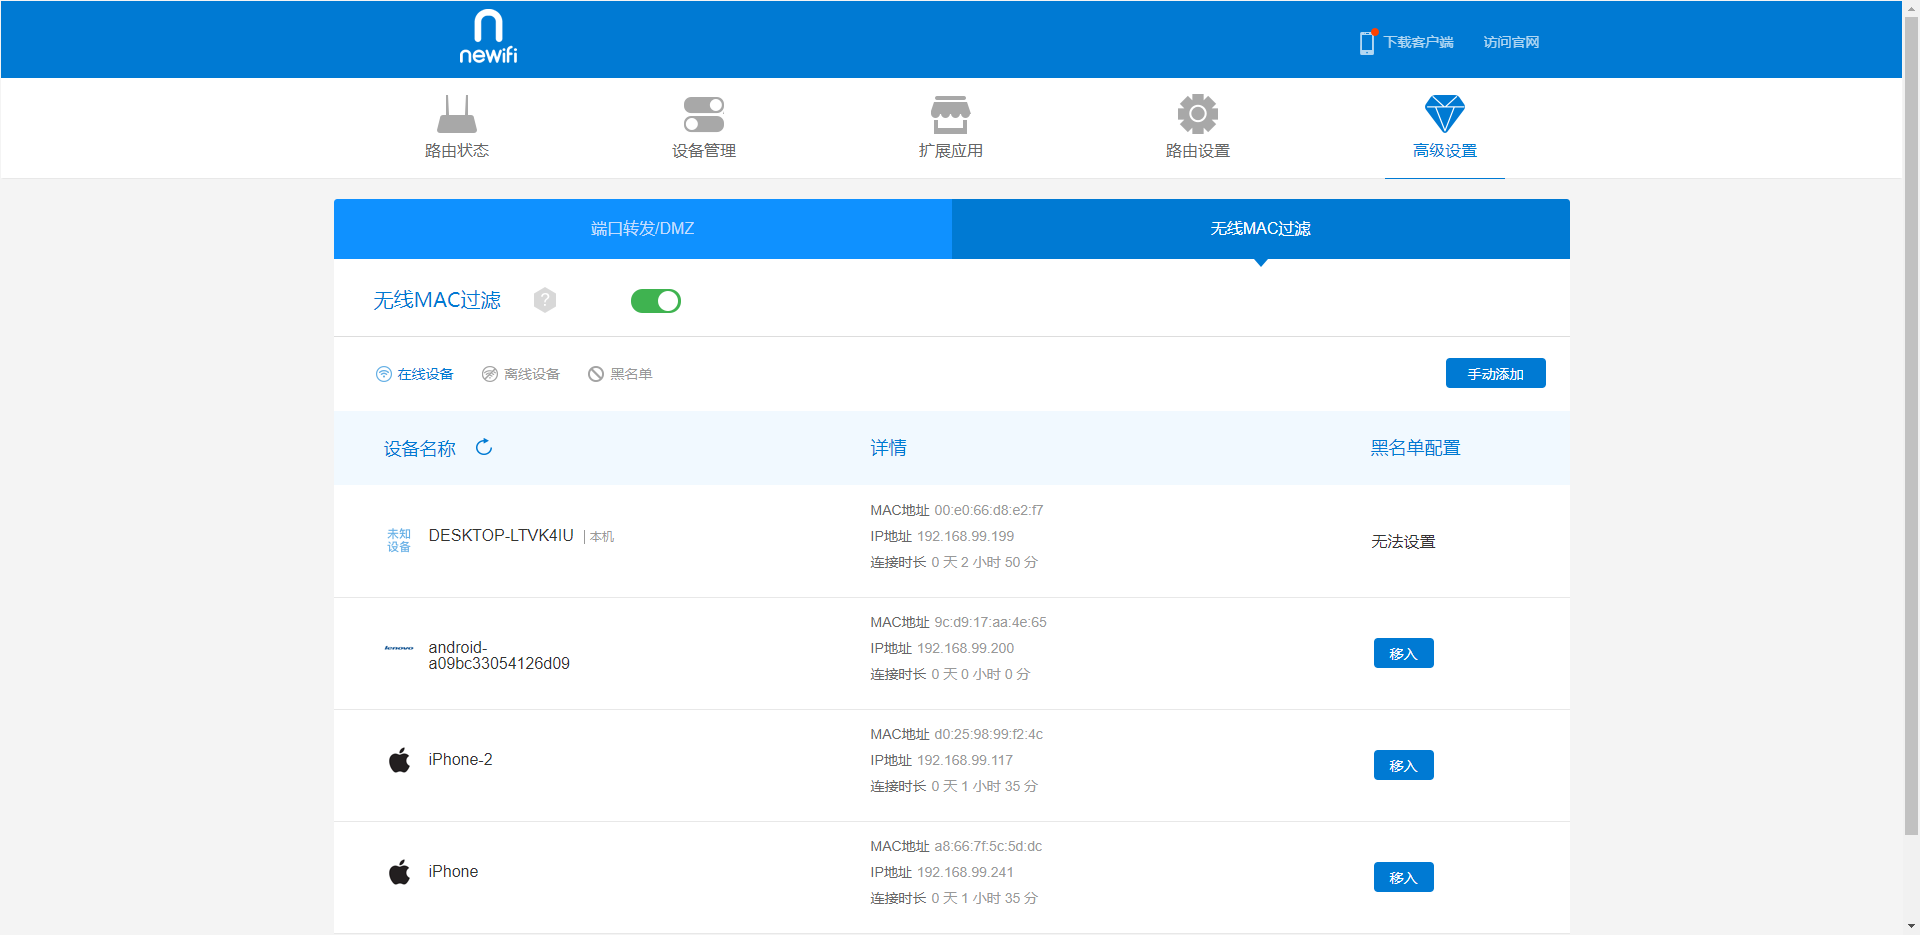 newifi
下载客户端 访问官网
路由状态 设备管理 扩展应用 路由设置 高级设置
端口转发/DMZ 无线MAC过滤
无线MAC过滤 ?
在线设备 离线设备 黑名单 手动添加
设备名称 详情 黑名单配置
未知
设备
DESKTOP-LTVK4IU | 本机
MAC地址 00:e0:66:d8:e2:f7
IP地址 192.168.99.199
连接时长 0 天 2 小时 50 分
无法设置
lenovo
android-
a09bc33054126d09
MAC地址 9c:d9:17:aa:4e:65
IP地址 192.168.99.200
连接时长 0 天 0 小时 0 分
移入
iPhone-2
MAC地址 d0:25:98:99:f2:4c
IP地址 192.168.99.117
连接时长 0 天 1 小时 35 分
移入
iPhone
MAC地址 a8:66:7f:5c:5d:dc
IP地址 192.168.99.241
连接时长 0 天 1 小时 35 分
移入